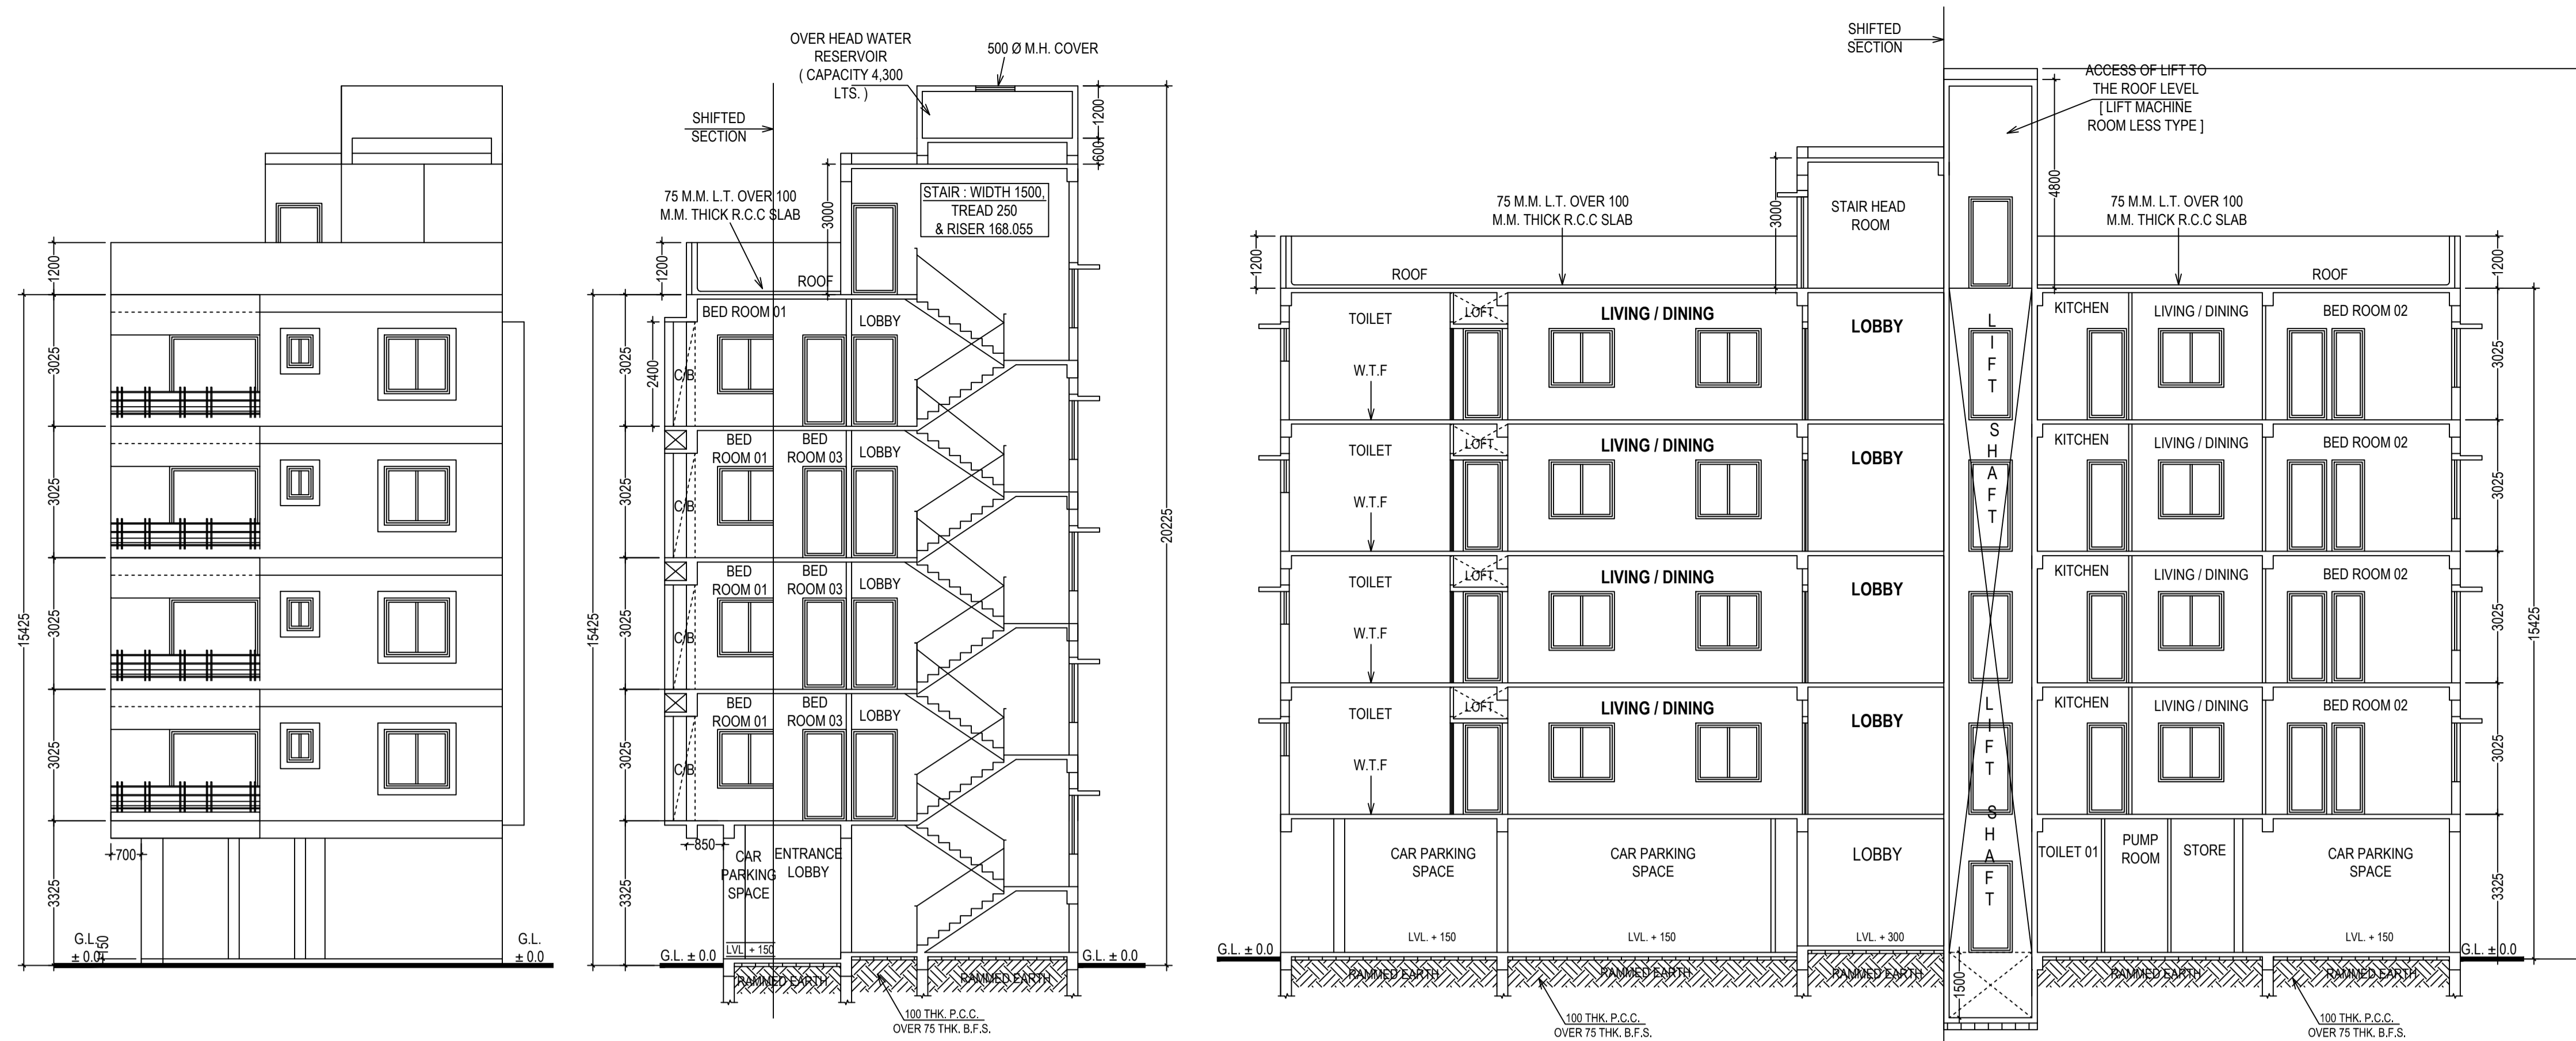 1200
3025
3025
3025
3025
15425
3325
700
150
G.L.
± 0.0
G.L.
± 0.0
OVER HEAD WATER
RESERVOIR
( CAPACITY 4,300
LTS. )
500 Ø M.H. COVER
SHIFTED
SECTION
75 M.M. L.T. OVER 100
M.M. THICK R.C.C SLAB
STAIR : WIDTH 1500,
TREAD 250
& RISER 168.055
3000
1200
600
1200
ROOF
20225
15425
3025
3025
3025
3025
3325
2400
850
BED ROOM 01
LOBBY
C/B
BED
ROOM 01
BED
ROOM 03
LOBBY
C/B
BED
ROOM 01
BED
ROOM 03
LOBBY
C/B
BED
ROOM 01
BED
ROOM 03
LOBBY
C/B
CAR
PARKING
SPACE
ENTRANCE
LOBBY
LVL. + 150
G.L. ± 0.0
G.L. ± 0.0
RAMMED EARTH
RAMMED EARTH
100 THK. P.C.C.
OVER 75 THK. B.F.S.
SHIFTED
SECTION
ACCESS OF LIFT TO
THE ROOF LEVEL
[ LIFT MACHINE
ROOM LESS TYPE ]
75 M.M. L.T. OVER 100
M.M. THICK R.C.C SLAB
STAIR HEAD
ROOM
75 M.M. L.T. OVER 100
M.M. THICK R.C.C SLAB
1200
3000
4800
1200
ROOF
ROOF
TOILET
LOFT
LIVING / DINING
LOBBY
KITCHEN
LIVING / DINING
BED ROOM 02
W.T.F
3025
TOILET
LOFT
LIVING / DINING
LOBBY
KITCHEN
LIVING / DINING
BED ROOM 02
W.T.F
3025
TOILET
LOFT
LIVING / DINING
LOBBY
KITCHEN
LIVING / DINING
BED ROOM 02
W.T.F
3025
TOILET
LOFT
LIVING / DINING
LOBBY
KITCHEN
LIVING / DINING
BED ROOM 02
W.T.F
3025
15425
LIFT SHAFT
LIFT SHAFT
CAR PARKING
SPACE
CAR PARKING
SPACE
LOBBY
TOILET 01
PUMP
ROOM
STORE
CAR PARKING
SPACE
3325
LVL. + 150
LVL. + 150
LVL. + 300
LVL. + 150
G.L. ± 0.0
G.L. ± 0.0
RAMMED EARTH
RAMMED EARTH
RAMMED EARTH
1500
RAMMED EARTH
RAMMED EARTH
100 THK. P.C.C.
OVER 75 THK. B.F.S.
100 THK. P.C.C.
OVER 75 THK. B.F.S.